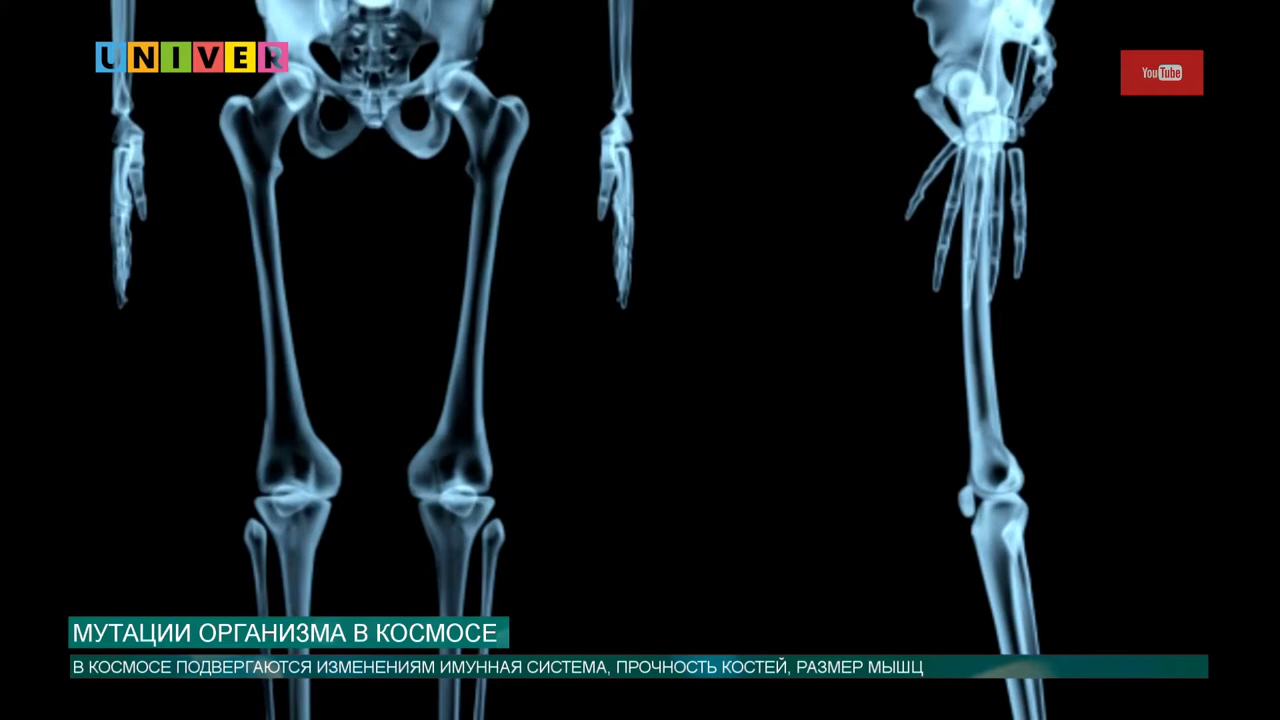 UNIVER
YouTube
МУТАЦИИ ОРГАНИЗМА В КОСМОСЕ
В КОСМОСЕ ПОДВЕРГАЮТСЯ ИЗМЕНЕНИЯМ ИМУННАЯ СИСТЕМА, ПРОЧНОСТЬ КОСТЕЙ, РАЗМЕР МЫШЦ